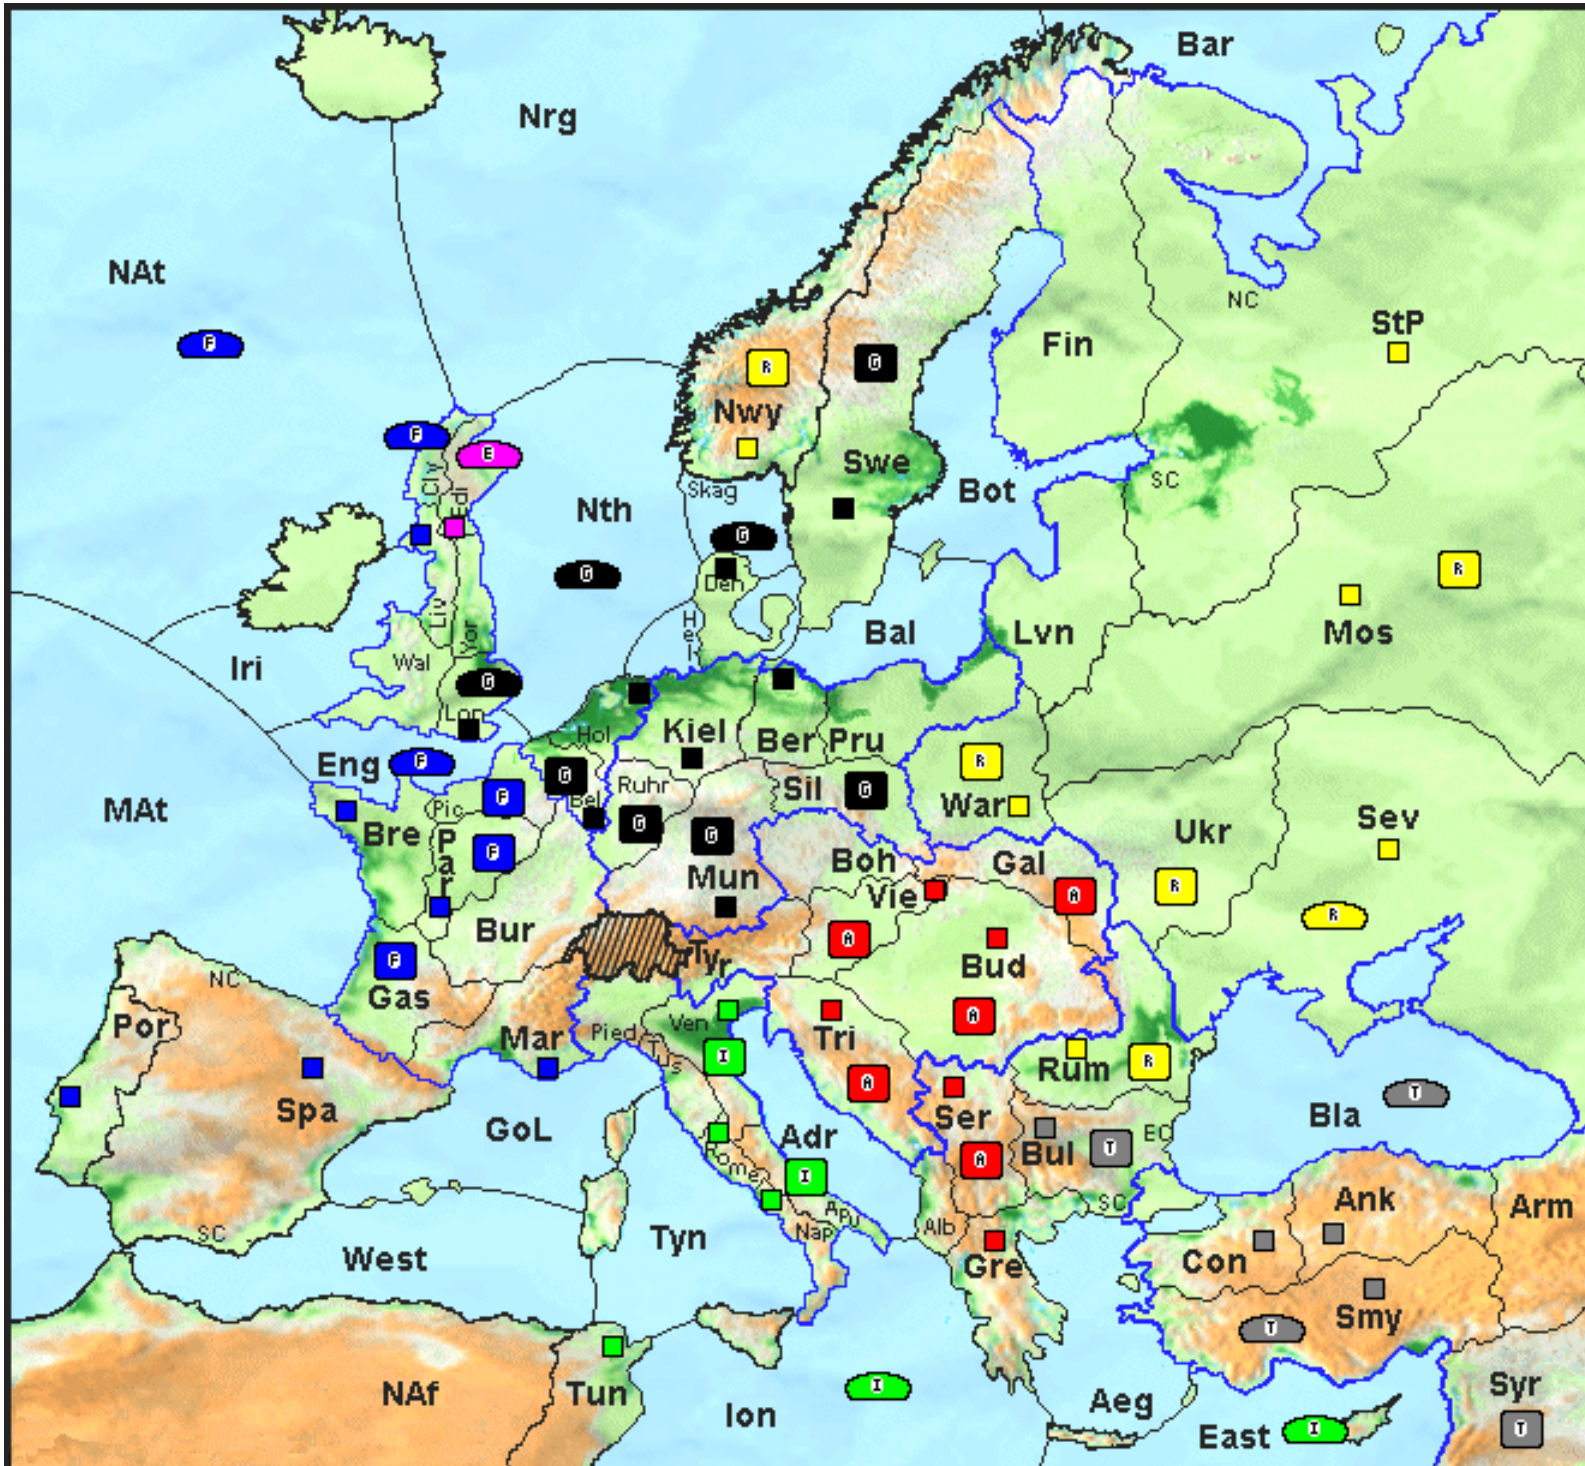 Bar
Nrg
NAt
NC
StP
Fin
F
R
G
Nwy
F
E
Swe
Cly
Edi
SC
Skag
Bot
Nth
G
G
Den
R
Hel
Bal
Lvn
Mos
Liv
Yor
Iri
Wal
G
Lon
Hol
Kiel
Ber
Pru
Eng
F
R
G
Ruhr
Sil
G
MAt
F
Pic
Bel
War
Bre
Par
F
G
G
Ukr
Sev
Boh
Gal
Mun
Vie
A
R
R
Bur
Tyr
A
F
Gas
Bud
NC
Por
Mar
Pied
Ven
Tri
A
Tus
I
Rum
R
Spa
A
Ser
T
Bla
GoL
Adr
Bul
T
EC
Rome
A
I
SC
Ank
Arm
Apu
Alb
Nap
SC
Tyn
West
Gre
Con
Smy
T
NAf
Tun
I
Ion
Aeg
Syr
East
I
T